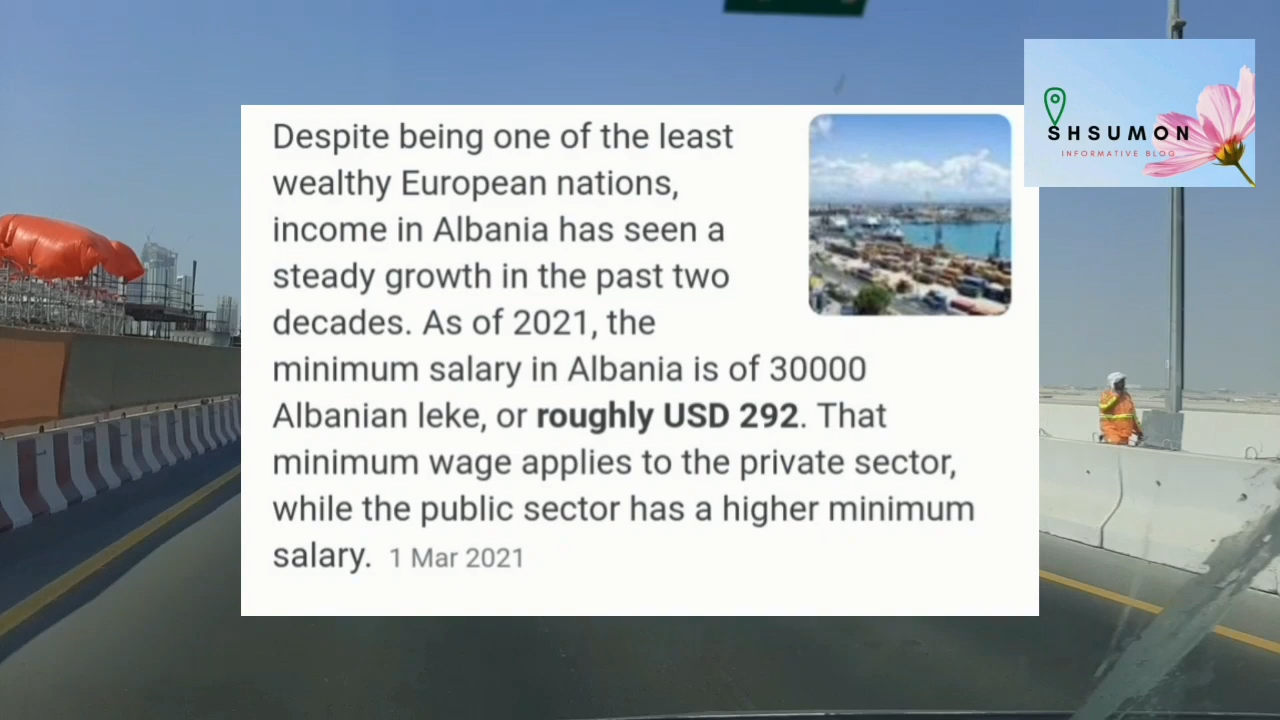 Despite being one of the least
wealthy European nations,
income in Albania has seen a
steady growth in the past two
decades. As of 2021, the
minimum salary in Albania is of 30000
Albanian leke, or roughly USD 292. That
minimum wage applies to the private sector,
while the public sector has a higher minimum
salary. 1 Mar 2021
SHSUMON
INFORMATIVE BLOG